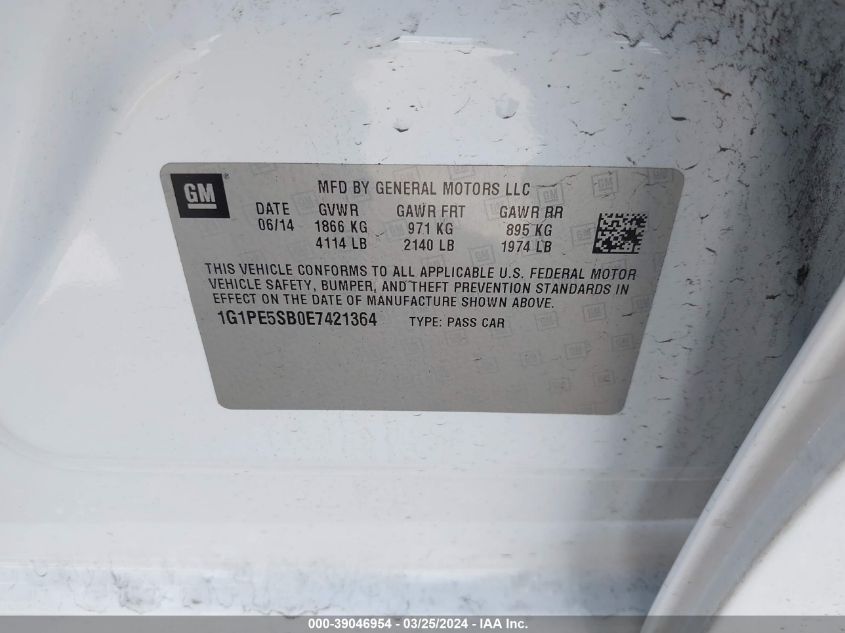 GM ®
MFD BY GENERAL MOTORS LLC
DATE GVWR GAWR FRT GAWR RR
06/14 1866 KG 971 KG 895 KG
4114 LB 2140 LB 1974 LB
THIS VEHICLE CONFORMS TO ALL APPLICABLE U.S. FEDERAL MOTOR
VEHICLE SAFETY, BUMPER, AND THEFT PREVENTION STANDARDS IN
EFFECT ON THE DATE OF MANUFACTURE SHOWN ABOVE.
1G1PE5SB0E7421364 TYPE: PASS CAR
000-39046954 - 03/25/2024 - IAA Inc.